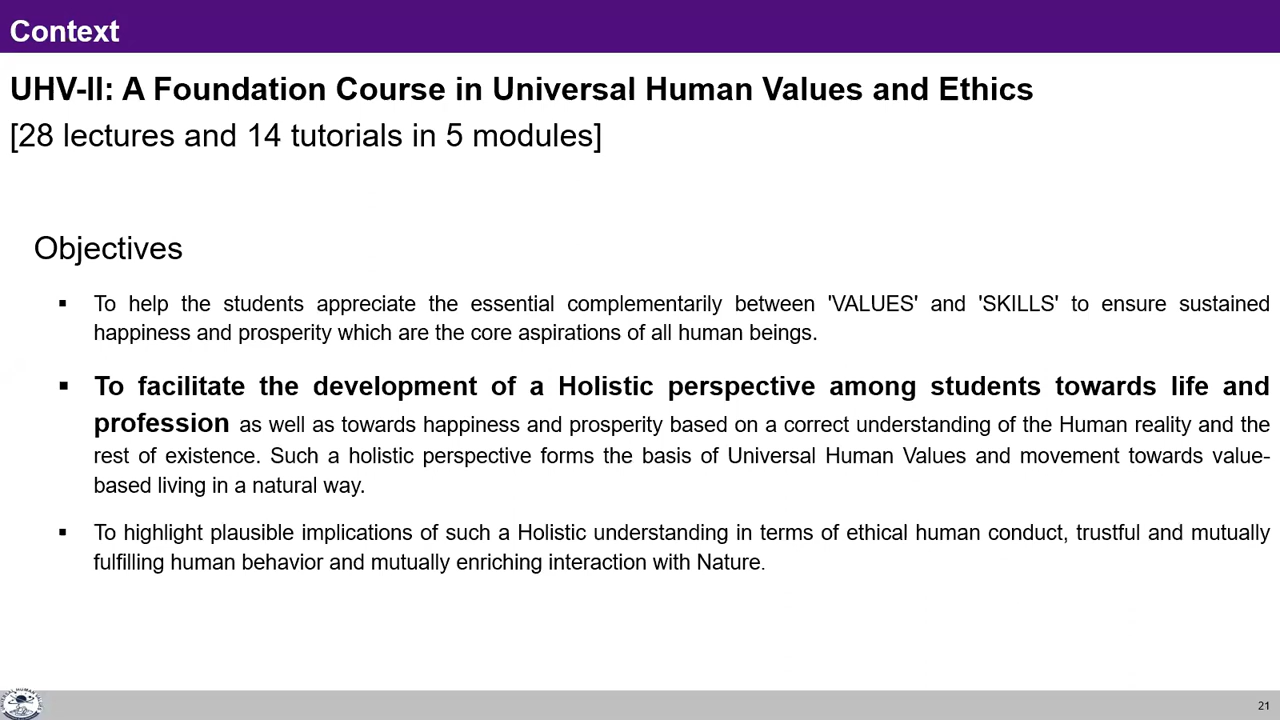 Context
UHV-II: A Foundation Course in Universal Human Values and Ethics
[28 lectures and 14 tutorials in 5 modules]
Objectives
▪ To help the students appreciate the essential complementarily between 'VALUES' and 'SKILLS' to ensure sustained
happiness and prosperity which are the core aspirations of all human beings.
▪ To facilitate the development of a Holistic perspective among students towards life and
profession as well as towards happiness and prosperity based on a correct understanding of the Human reality and the
rest of existence. Such a holistic perspective forms the basis of Universal Human Values and movement towards value-
based living in a natural way.
▪ To highlight plausible implications of such a Holistic understanding in terms of ethical human conduct, trustful and mutually
fulfilling human behavior and mutually enriching interaction with Nature.
21